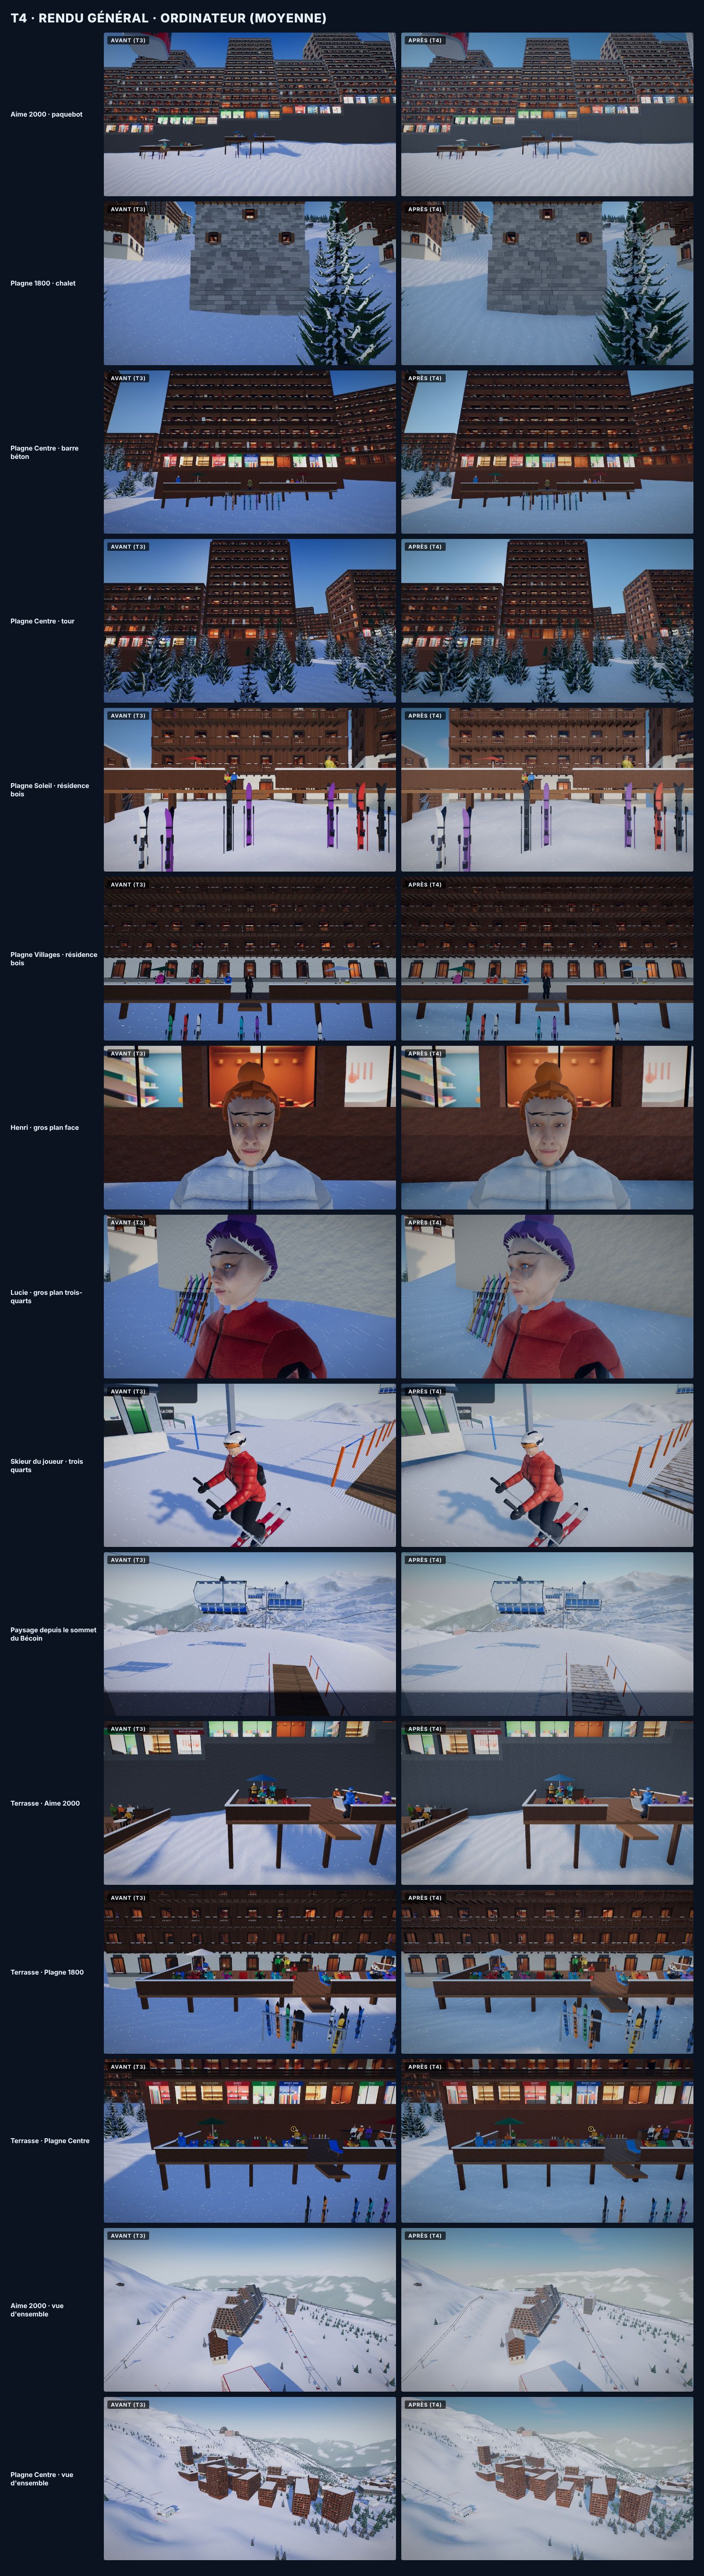 T4 · RENDU GÉNÉRAL · ORDINATEUR (MOYENNE)
Aime 2000 · paquebot
AVANT (T3)
APRÈS (T4)
Plagne 1800 · chalet
AVANT (T3)
APRÈS (T4)
Plagne Centre · barre
béton
AVANT (T3)
APRÈS (T4)
Plagne Centre · tour
AVANT (T3)
APRÈS (T4)
Plagne Soleil · résidence
bois
AVANT (T3)
APRÈS (T4)
Plagne Villages · résidence
bois
AVANT (T3)
APRÈS (T4)
Henri · gros plan face
AVANT (T3)
APRÈS (T4)
Lucie · gros plan trois-
quarts
AVANT (T3)
APRÈS (T4)
Skieur du joueur · trois
quarts
AVANT (T3)
APRÈS (T4)
Paysage depuis le sommet
du Bécoin
AVANT (T3)
APRÈS (T4)
Terrasse · Aime 2000
AVANT (T3)
APRÈS (T4)
Terrasse · Plagne 1800
AVANT (T3)
APRÈS (T4)
Terrasse · Plagne Centre
AVANT (T3)
APRÈS (T4)
Aime 2000 · vue
d'ensemble
AVANT (T3)
APRÈS (T4)
Plagne Centre · vue
d'ensemble
AVANT (T3)
APRÈS (T4)